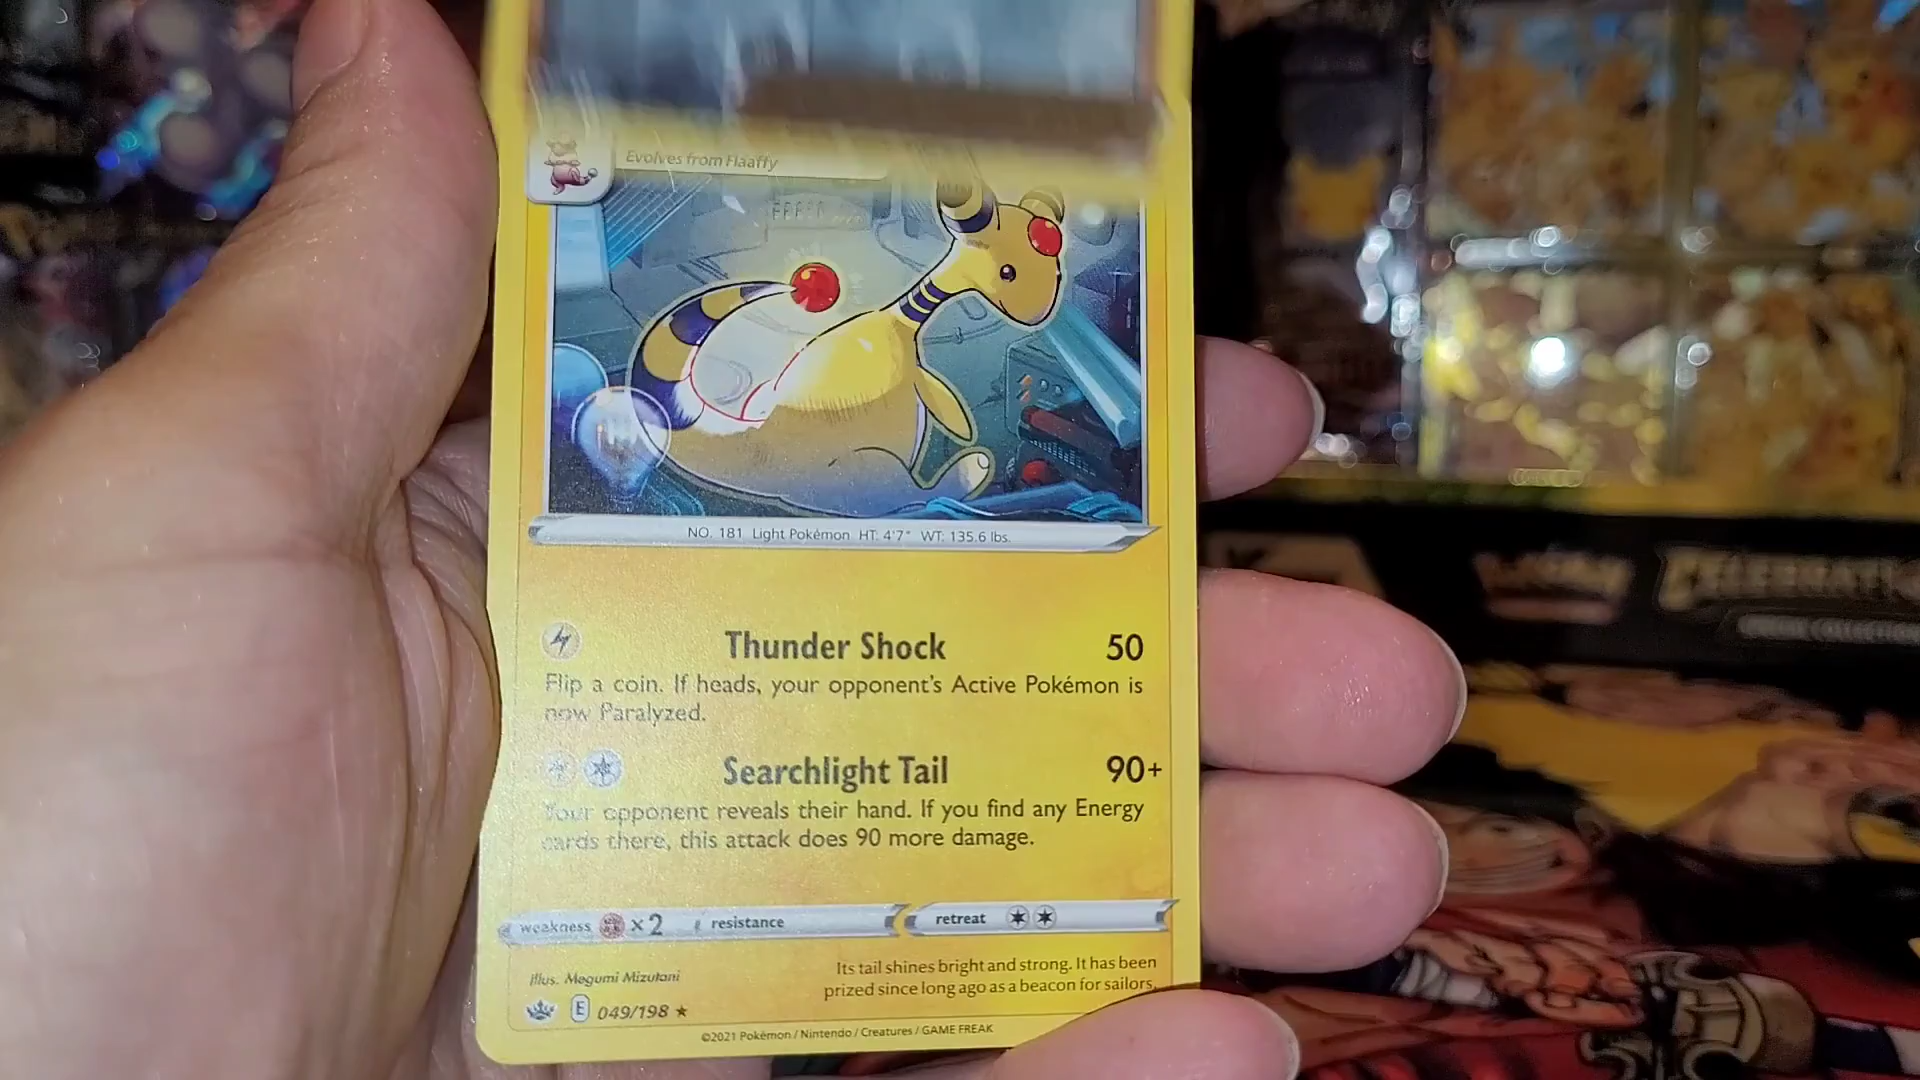 Evolves from Flaaffy
NO. 181 Light Pokémon HT: 4'7" WT: 135.6 lbs.
Thunder Shock 50
Flip a coin. If heads, your opponent's Active Pokémon is
now Paralyzed.
Searchlight Tail 90+
Your opponent reveals their hand. If you find any Energy
cards there, this attack does 90 more damage.
weakness ×2 resistance retreat
Illus. Megumi Mizutani
Its tail shines bright and strong. It has been
prized since long ago as a beacon for sailors.
E 049/198 ★
©2021 Pokémon / Nintendo / Creatures / GAME FREAK
CELEBRATI